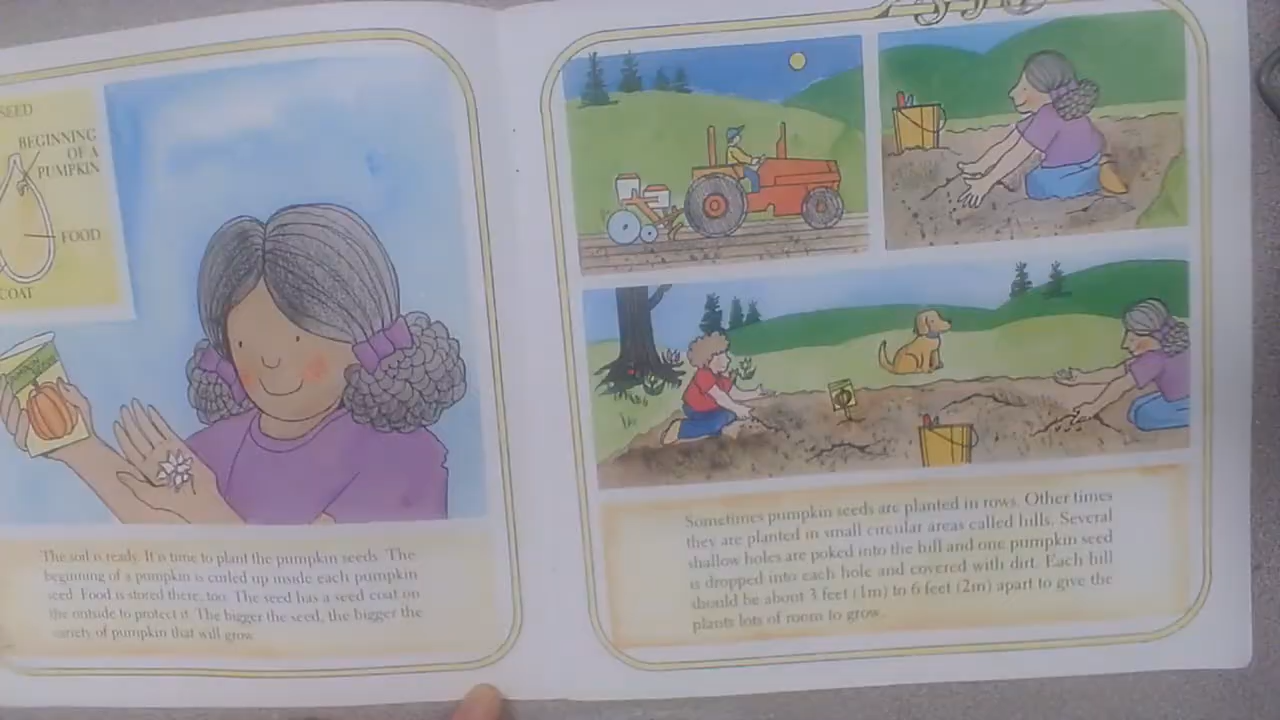 SEED
BEGINNING
OF A
PUMPKIN
FOOD
COAT
PUMPKIN
The soil is ready. It is time to plant the pumpkin seeds. The
beginning of a pumpkin is curled up inside each pumpkin
seed. Food is stored there, too. The seed has a seed coat on
the outside to protect it. The bigger the seed, the bigger the
variety of pumpkin that will grow.
Sometimes pumpkin seeds are planted in rows. Other times
they are planted in small circular areas called hills. Several
shallow holes are poked into the hill and one pumpkin seed
is dropped into each hole and covered with dirt. Each hill
should be about 3 feet (1m) to 6 feet (2m) apart to give the
plants lots of room to grow.